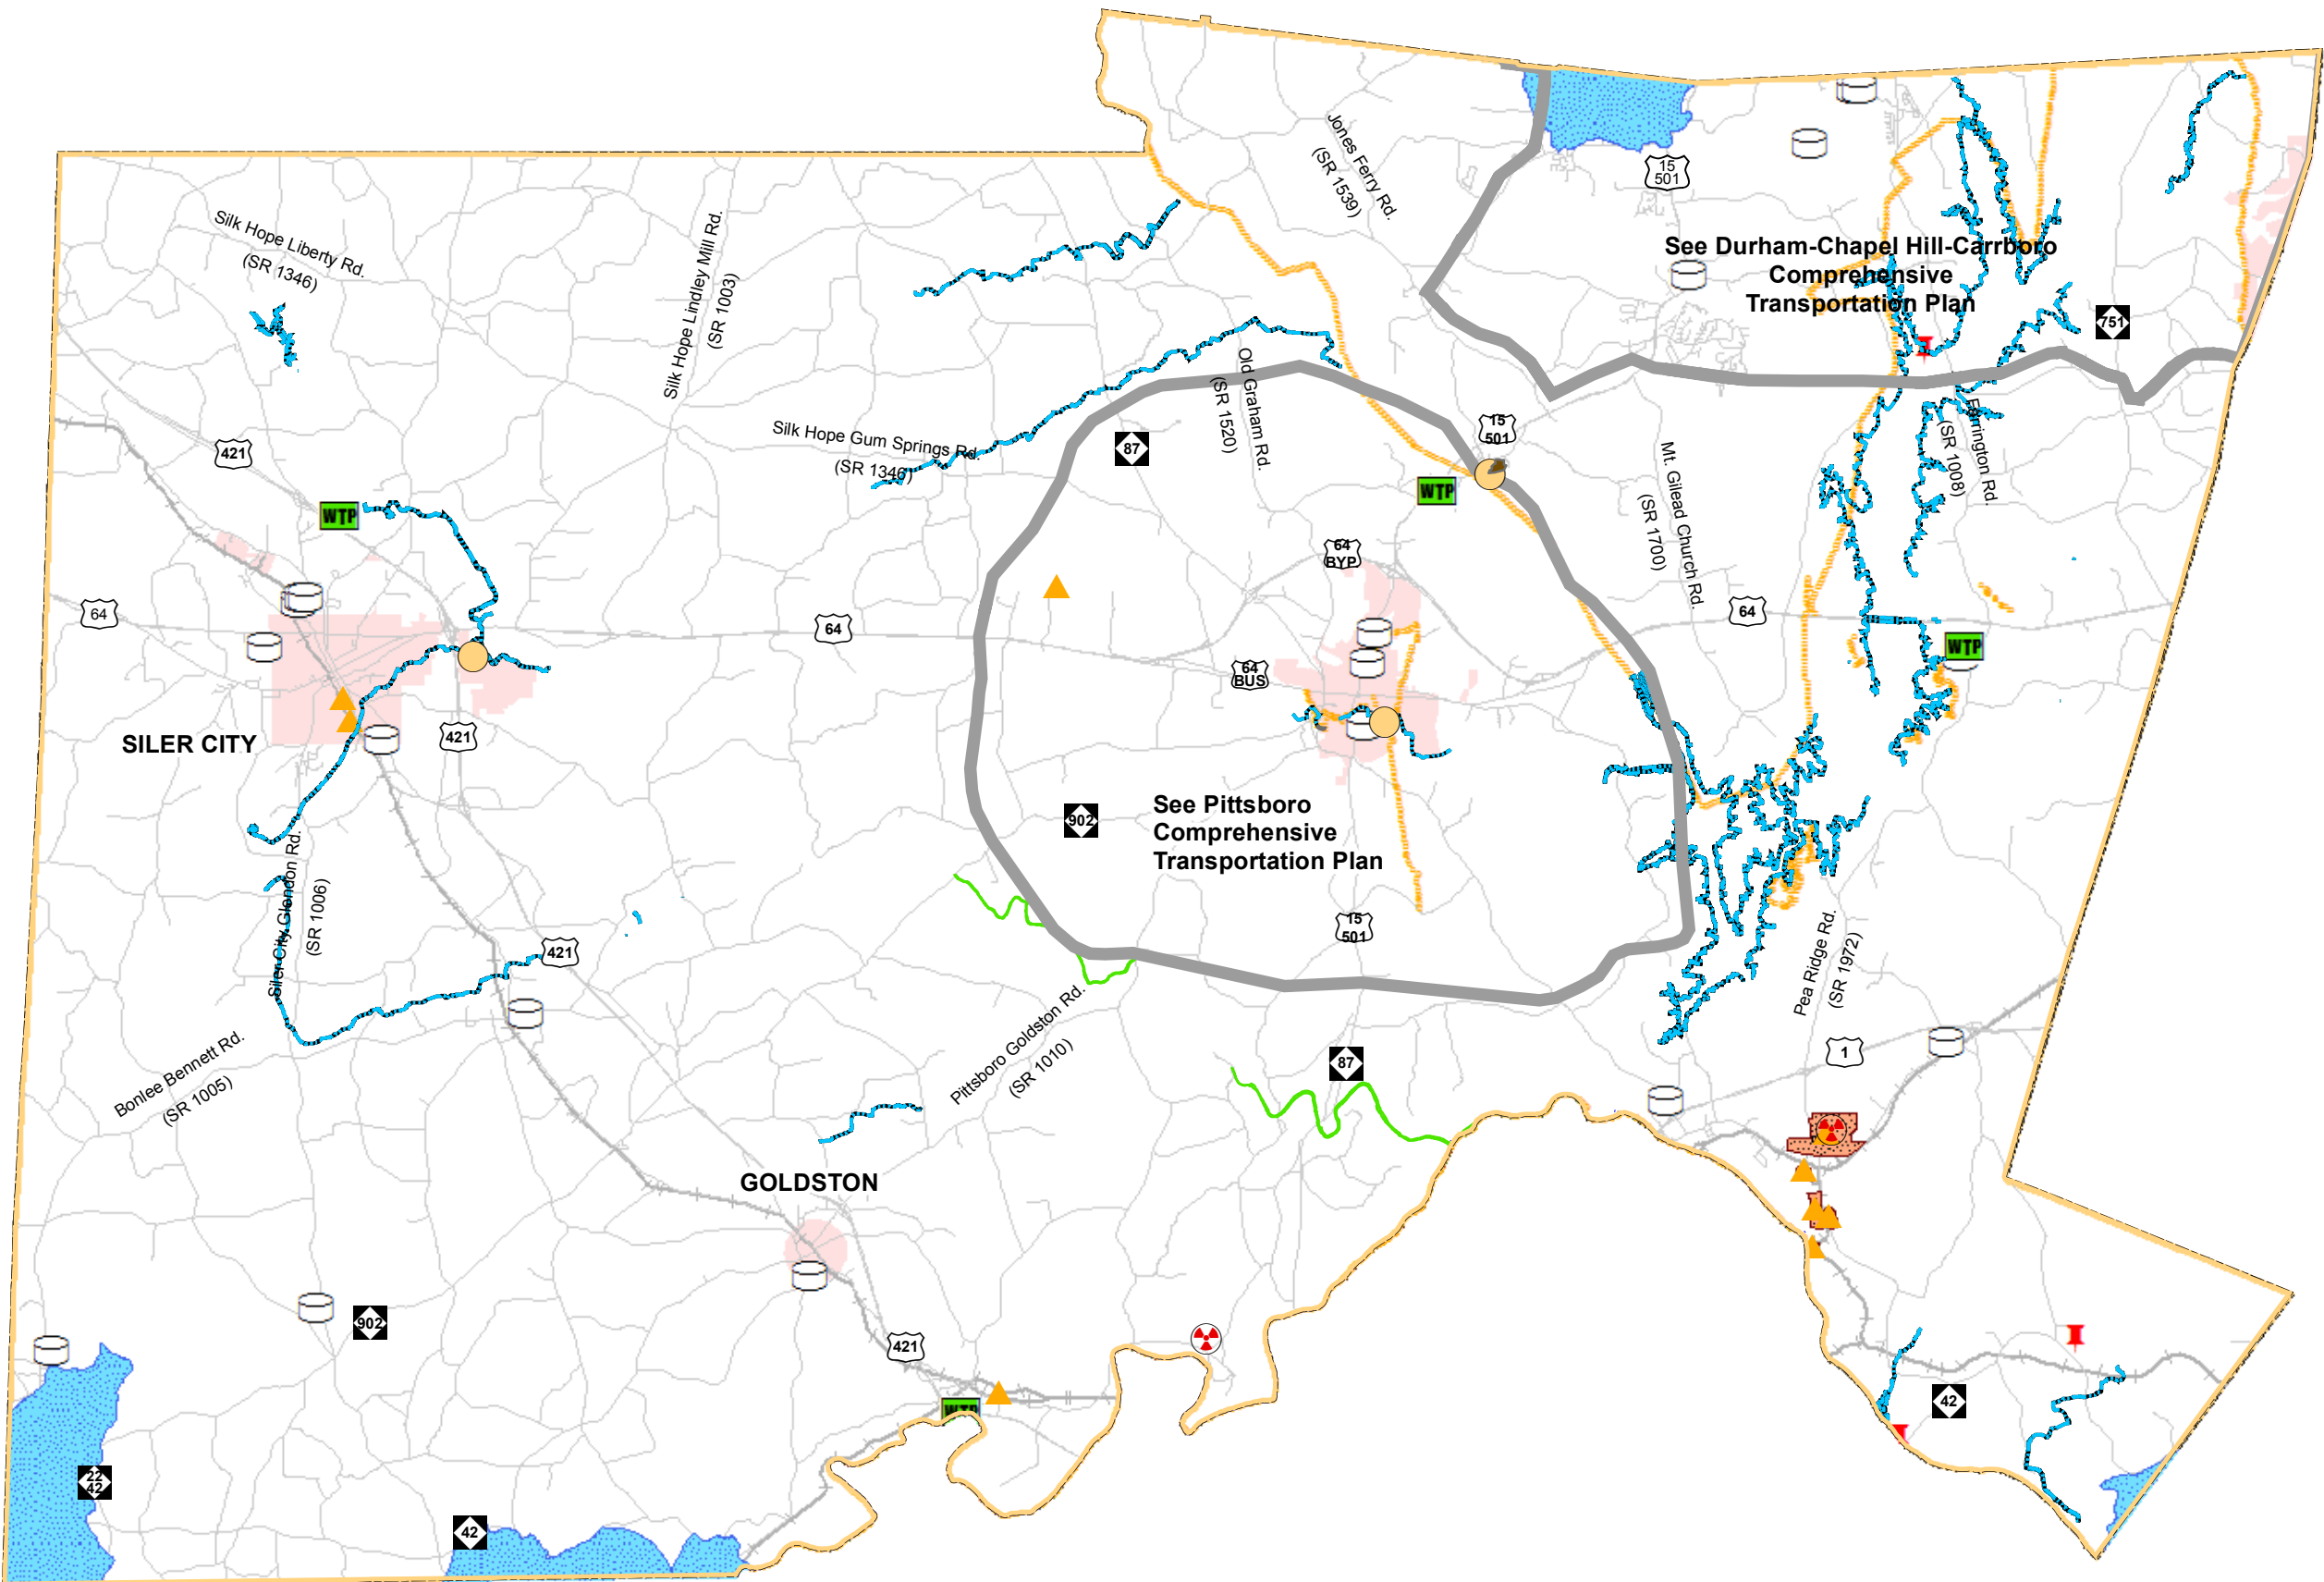 Jones Ferry Rd.
(SR 1539)
15
501
Silk Hope Liberty Rd.
(SR 1346)
Silk Hope Lindley Mill Rd.
(SR 1003)
See Durham-Chapel Hill-Carrboro
Comprehensive
Transportation Plan
751
Old Graham Rd.
(SR 1520)
421
Silk Hope Gum Springs Rd.
(SR 1346)
87
15
501
Mt. Gilead Church Rd.
(SR 1700)
Farrington Rd.
(SR 1008)
WTP
WTP
64
BYP
64
64
64
BUS
64
WTP
SILER CITY
421
902
See Pittsboro
Comprehensive
Transportation Plan
Siler City Glendon Rd.
(SR 1006)
421
15
501
Pea Ridge Rd.
(SR 1972)
Bonlee Bennett Rd.
(SR 1005)
Pittsboro Goldston Rd.
(SR 1010)
87
1
GOLDSTON
902
421
WTP
42
22
42
42